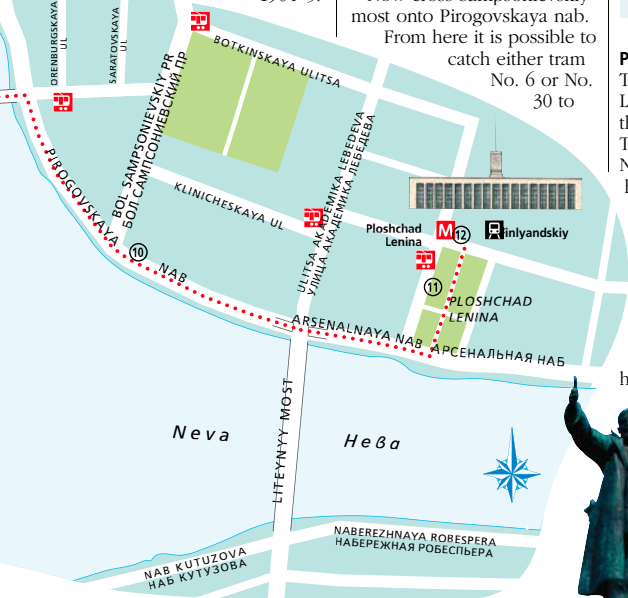 most onto Pirogovskaya nab.
From here it is possible to
catch either tram
No. 6 or No.
30 to
ORENBURGSKAYA
UL
SARATOVSKAYA
UL
BOTKINSKAYA ULITSA
BOL SAMPSONIEVSKIY PR
БОЛ САМПСОНИЕВСКИЙ ПР
PIROGOVSKAYA
NAB
KLINICHESKAYA UL
ULITSA AKADEMIKA LEBEDEVA
УЛИЦА АКАДЕМИКА ЛЕБЕДЕВА
Ploshchad
Lenina
M
12
Finlyandskiy
10
11
PLOSHCHAD
LENINA
ARSENALNAYA NAB
АРСЕНАЛЬНАЯ НАБ
LITEYNYY MOST
Neva
Нева
NABEREZHNAYA ROBESPERA
НАБЕРЕЖНАЯ РОБЕСПЬЕРА
NAB KUTUZOVA
НАБ КУТУЗОВА